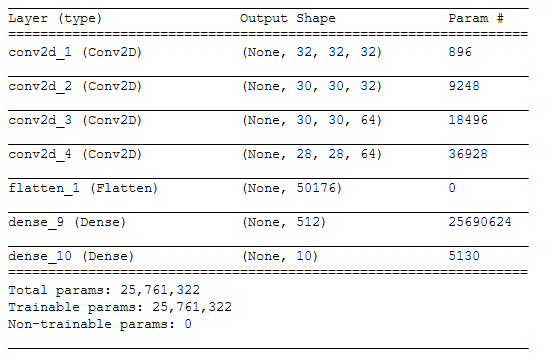 Layer (type) Output Shape Param #
conv2d_1 (Conv2D) (None, 32, 32, 32) 896
conv2d_2 (Conv2D) (None, 30, 30, 32) 9248
conv2d_3 (Conv2D) (None, 30, 30, 64) 18496
conv2d_4 (Conv2D) (None, 28, 28, 64) 36928
flatten_1 (Flatten) (None, 50176) 0
dense_9 (Dense) (None, 512) 25690624
dense_10 (Dense) (None, 10) 5130
Total params: 25,761,322
Trainable params: 25,761,322
Non-trainable params: 0